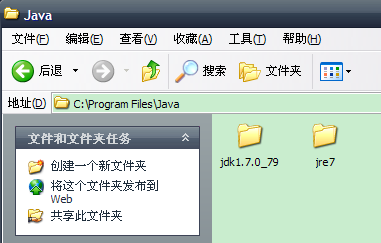 Java
文件(F) 编辑(E) 查看(V) 收藏(A) 工具(T) 帮助(H)
后退 搜索 文件夹
地址(D) C:\Program Files\Java
文件和文件夹任务
创建一个新文件夹
将这个文件夹发布到
Web
共享此文件夹
jdk1.7.0_79 jre7